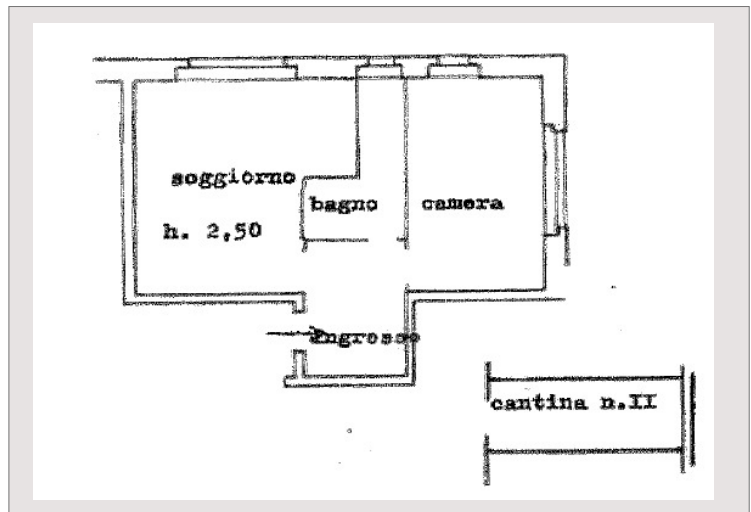 soggiorno
bagno
camera
h. 2,50
ingresso
cantina n.II